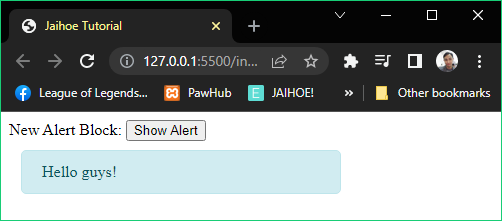 Jaihoe Tutorial
127.0.0.1:5500/in...
League of Legends...
PawHub
JAIHOE!
»
Other bookmarks
New Alert Block: Show Alert
Hello guys!